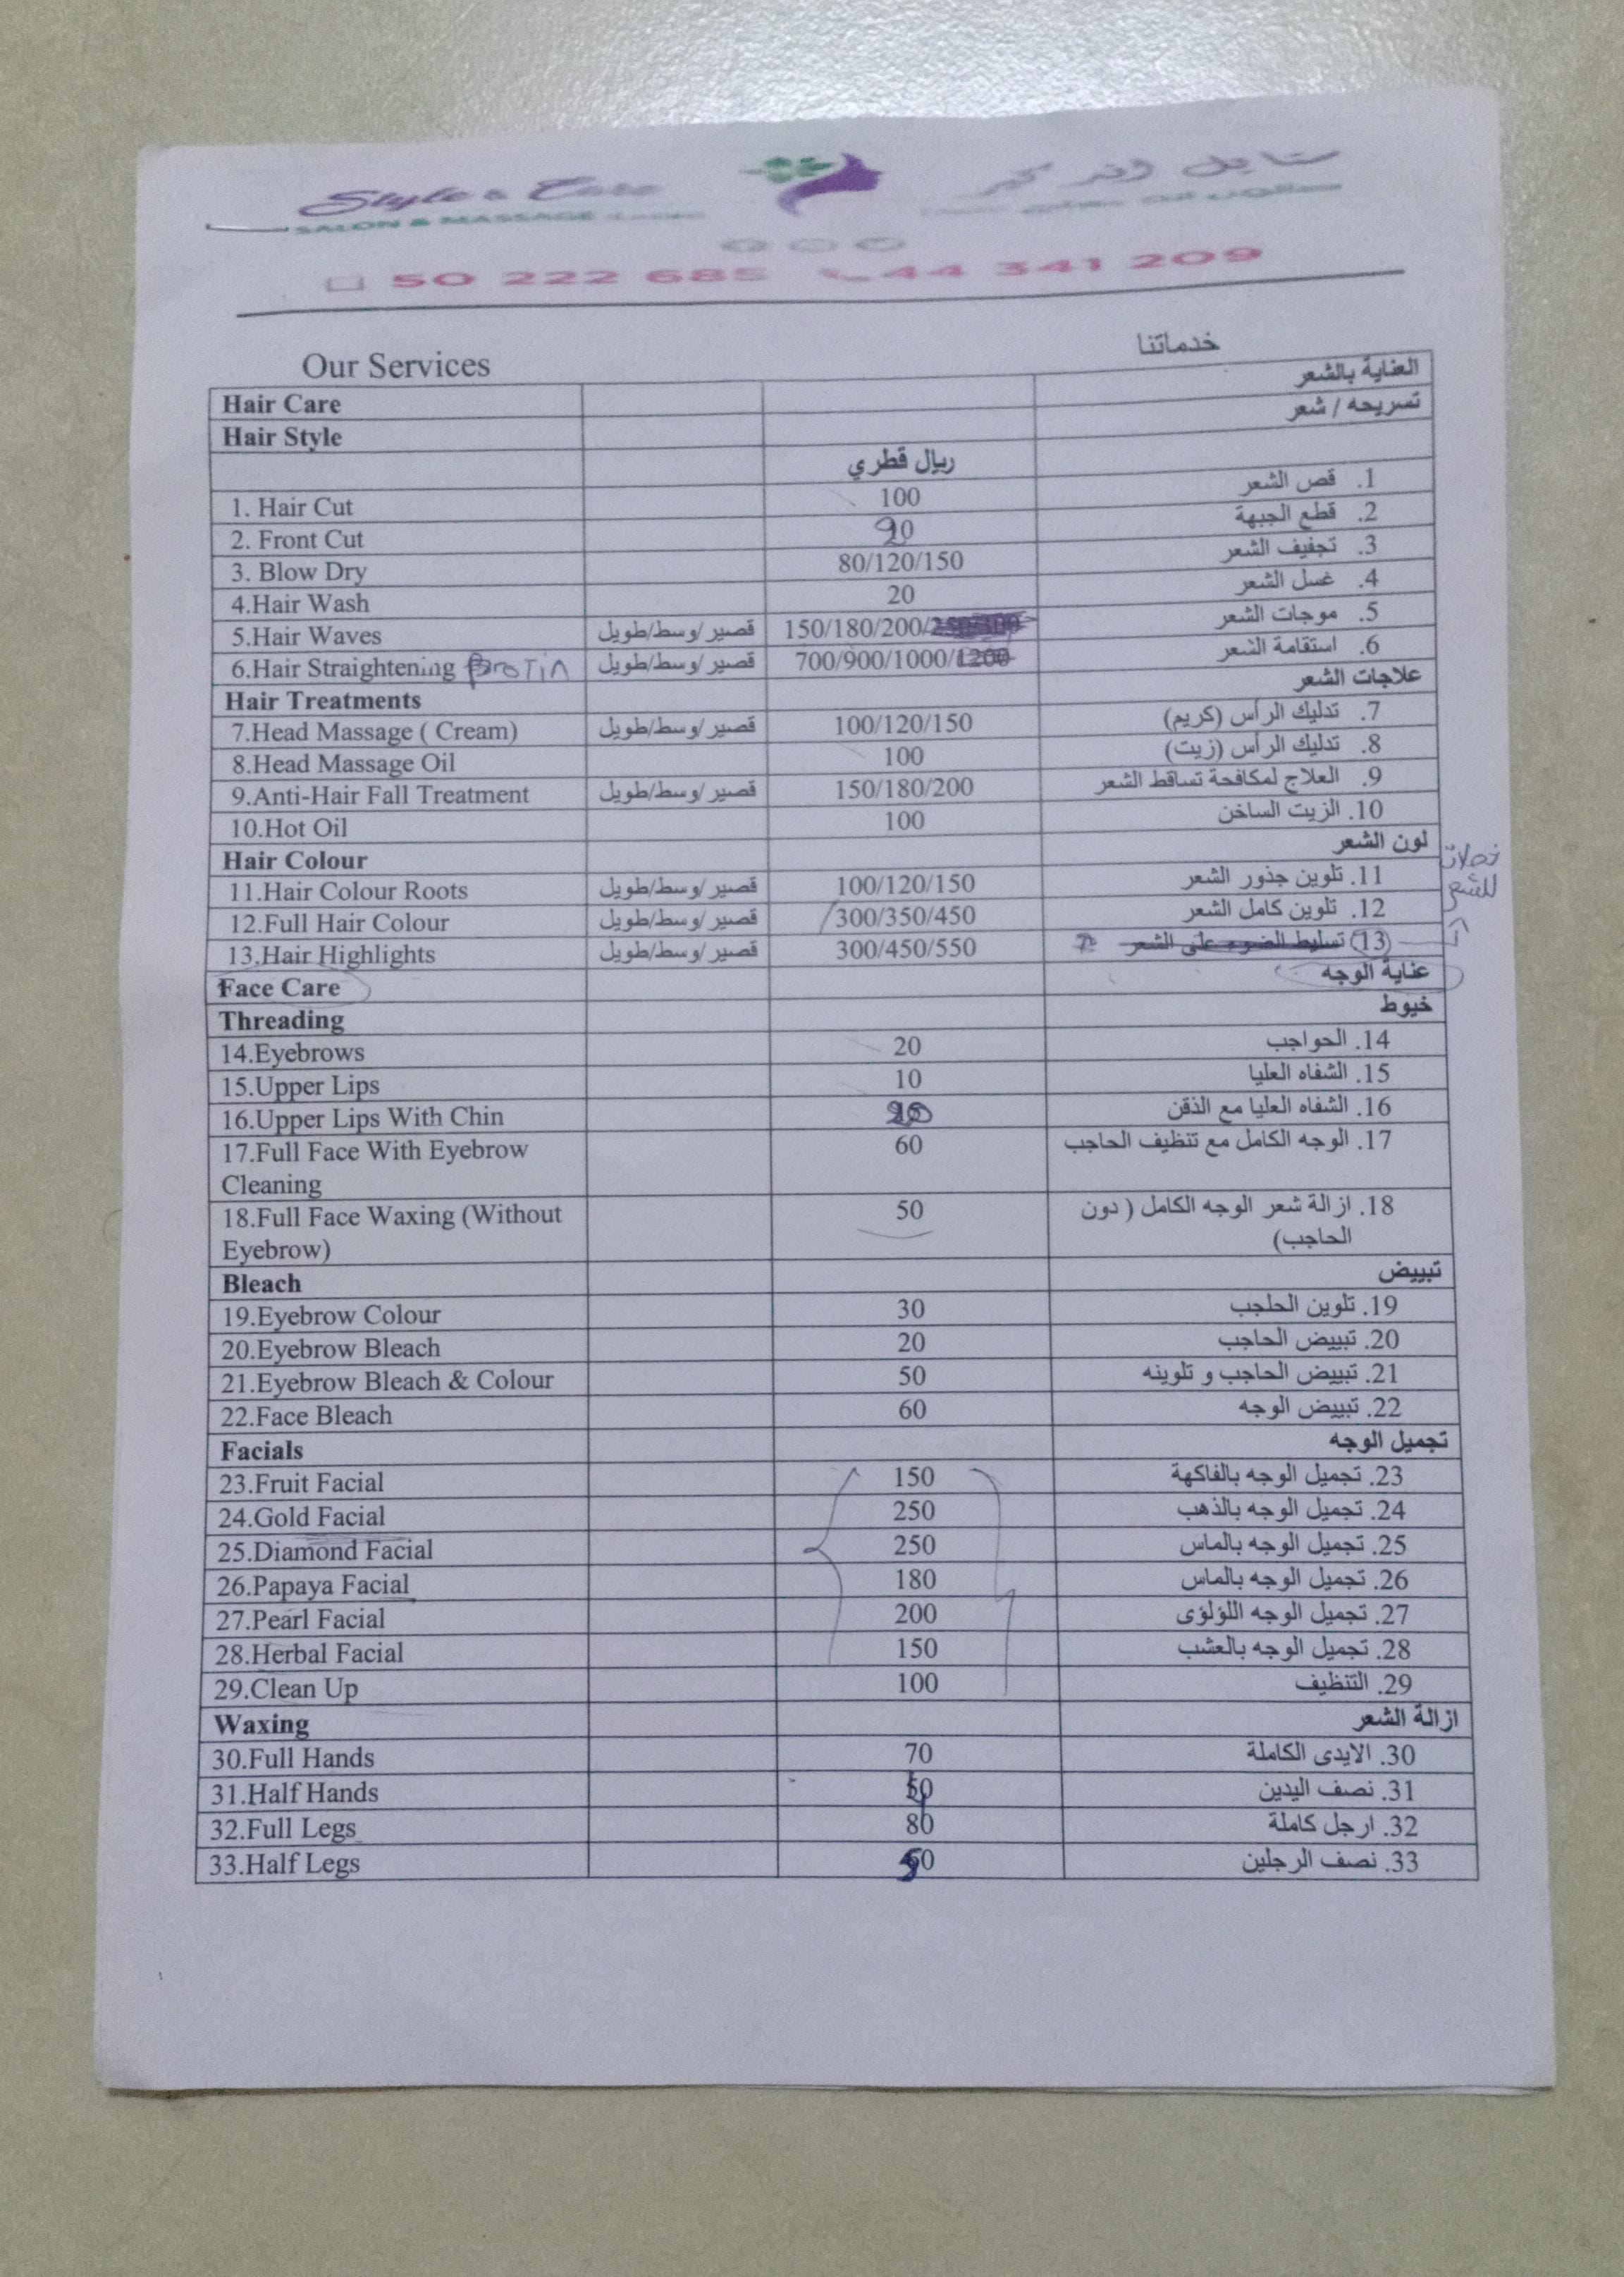 Style & Care ستايل اند كير
SALON & MASSAGE
50 222 685 44 341 209
Our Services خدماتنا
Hair Care العناية بالشعر
Hair Style تسريحه / شعر
ريال قطري
1. Hair Cut 100 1. قص الشعر
2. Front Cut 20 2. قطع الجبهة
3. Blow Dry 80/120/150 3. تجفيف الشعر
4.Hair Wash 20 4. غسل الشعر
5.Hair Waves قصير/وسط/طويل 150/180/200/250/300 5. موجات الشعر
6.Hair Straightening ProTin قصير/وسط/طويل 700/900/1000/1200 6. استقامة الشعر
Hair Treatments علاجات الشعر
7.Head Massage ( Cream) قصير/وسط/طويل 100/120/150 7. تدليك الرأس (كريم)
8.Head Massage Oil 100 8. تدليك الرأس (زيت)
9.Anti-Hair Fall Treatment قصير/وسط/طويل 150/180/200 9. العلاج لمكافحة تساقط الشعر
10.Hot Oil 100 10. الزيت الساخن
Hair Colour لون الشعر
11.Hair Colour Roots قصير/وسط/طويل 100/120/150 11. تلوين جذور الشعر
12.Full Hair Colour قصير/وسط/طويل 300/350/450 12. تلوين كامل الشعر
خصلات
للشعر
13.Hair Highlights قصير/وسط/طويل 300/450/550 13 تسليط الضوء على الشعر
Face Care عناية الوجه
Threading خيوط
14.Eyebrows 20 14. الحواجب
15.Upper Lips 10 15. الشفاه العليا
16.Upper Lips With Chin 16. الشفاه العليا مع الذقن
17.Full Face With Eyebrow 60 17. الوجه الكامل مع تنظيف الحاجب
Cleaning
18.Full Face Waxing (Without 50 18. ازالة شعر الوجه الكامل ( دون
Eyebrow) الحاجب)
Bleach تبييض
19.Eyebrow Colour 30 19. تلوين الحلجب
20.Eyebrow Bleach 20 20. تبييض الحاجب
21.Eyebrow Bleach & Colour 50 21. تبييض الحاجب و تلوينه
22.Face Bleach 60 22. تبييض الوجه
Facials تجميل الوجه
23.Fruit Facial 150 23. تجميل الوجه بالفاكهة
24.Gold Facial 250 24. تجميل الوجه بالذهب
25.Diamond Facial 250 25. تجميل الوجه بالماس
26.Papaya Facial 180 26. تجميل الوجه بالماس
27.Pearl Facial 200 27. تجميل الوجه اللؤلؤى
28.Herbal Facial 150 28. تجميل الوجه بالعشب
29.Clean Up 100 29. التنظيف
Waxing ازالة الشعر
30.Full Hands 70 30. الايدى الكاملة
31.Half Hands 31. نصف اليدين
32.Full Legs 80 32. ارجل كاملة
33.Half Legs 50 33. نصف الرجلين